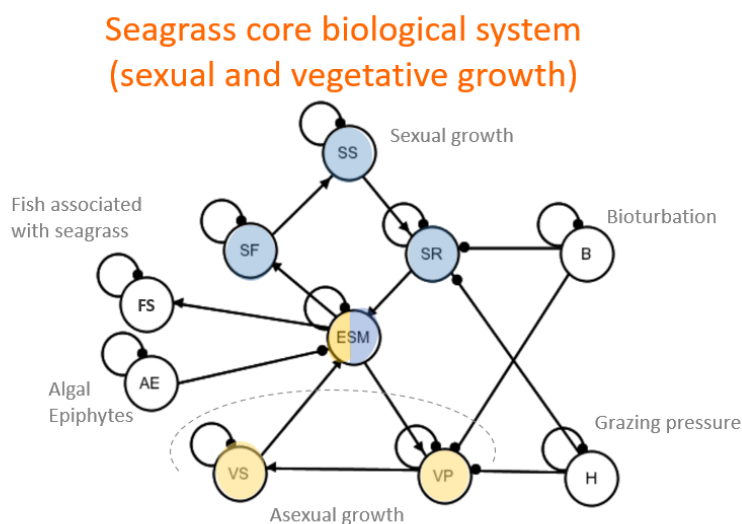 Seagrass core biological system
(sexual and vegetative growth)
SS
Sexual growth
Fish associated
with seagrass
SF
SR
Bioturbation
B
FS
ESM
AE
Algal
Epiphytes
Grazing pressure
VS
VP
H
Asexual growth